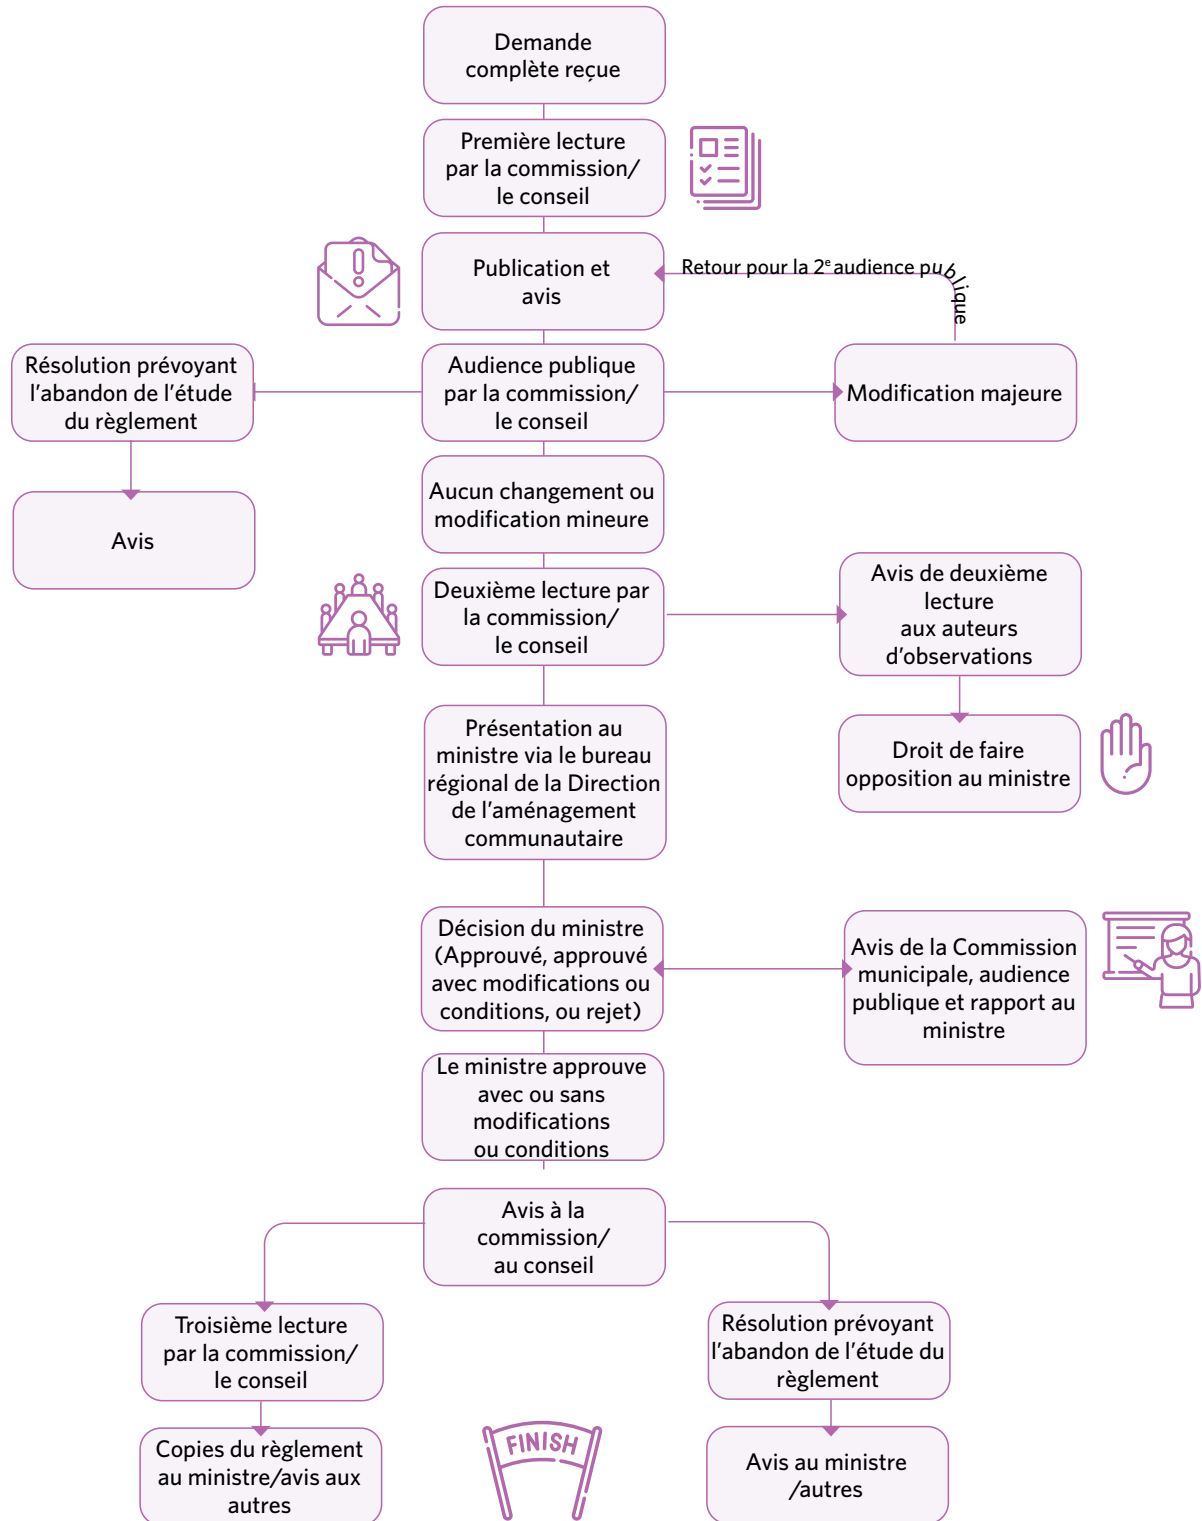 Demande
complète reçue
Première lecture
par la commission/
le conseil
Publication et
avis
Retour pour la 2e audience publique
Résolution prévoyant
l'abandon de l'étude
du règlement
Audience publique
par la commission/
le conseil
Modification majeure
Avis
Aucun changement ou
modification mineure
Deuxième lecture par
la commission/
le conseil
Avis de deuxième
lecture
aux auteurs
d'observations
Présentation au
ministre via le bureau
régional de la Direction
de l'aménagement
communautaire
Droit de faire
opposition au ministre
Décision du ministre
(Approuvé, approuvé
avec modifications ou
conditions, ou rejet)
Avis de la Commission
municipale, audience
publique et rapport au
ministre
Le ministre approuve
avec ou sans
modifications
ou conditions
Avis à la
commission/
au conseil
Troisième lecture
par la commission/
le conseil
Résolution prévoyant
l'abandon de l'étude du
règlement
Copies du règlement
au ministre/avis aux
autres
FINISH
Avis au ministre
/autres